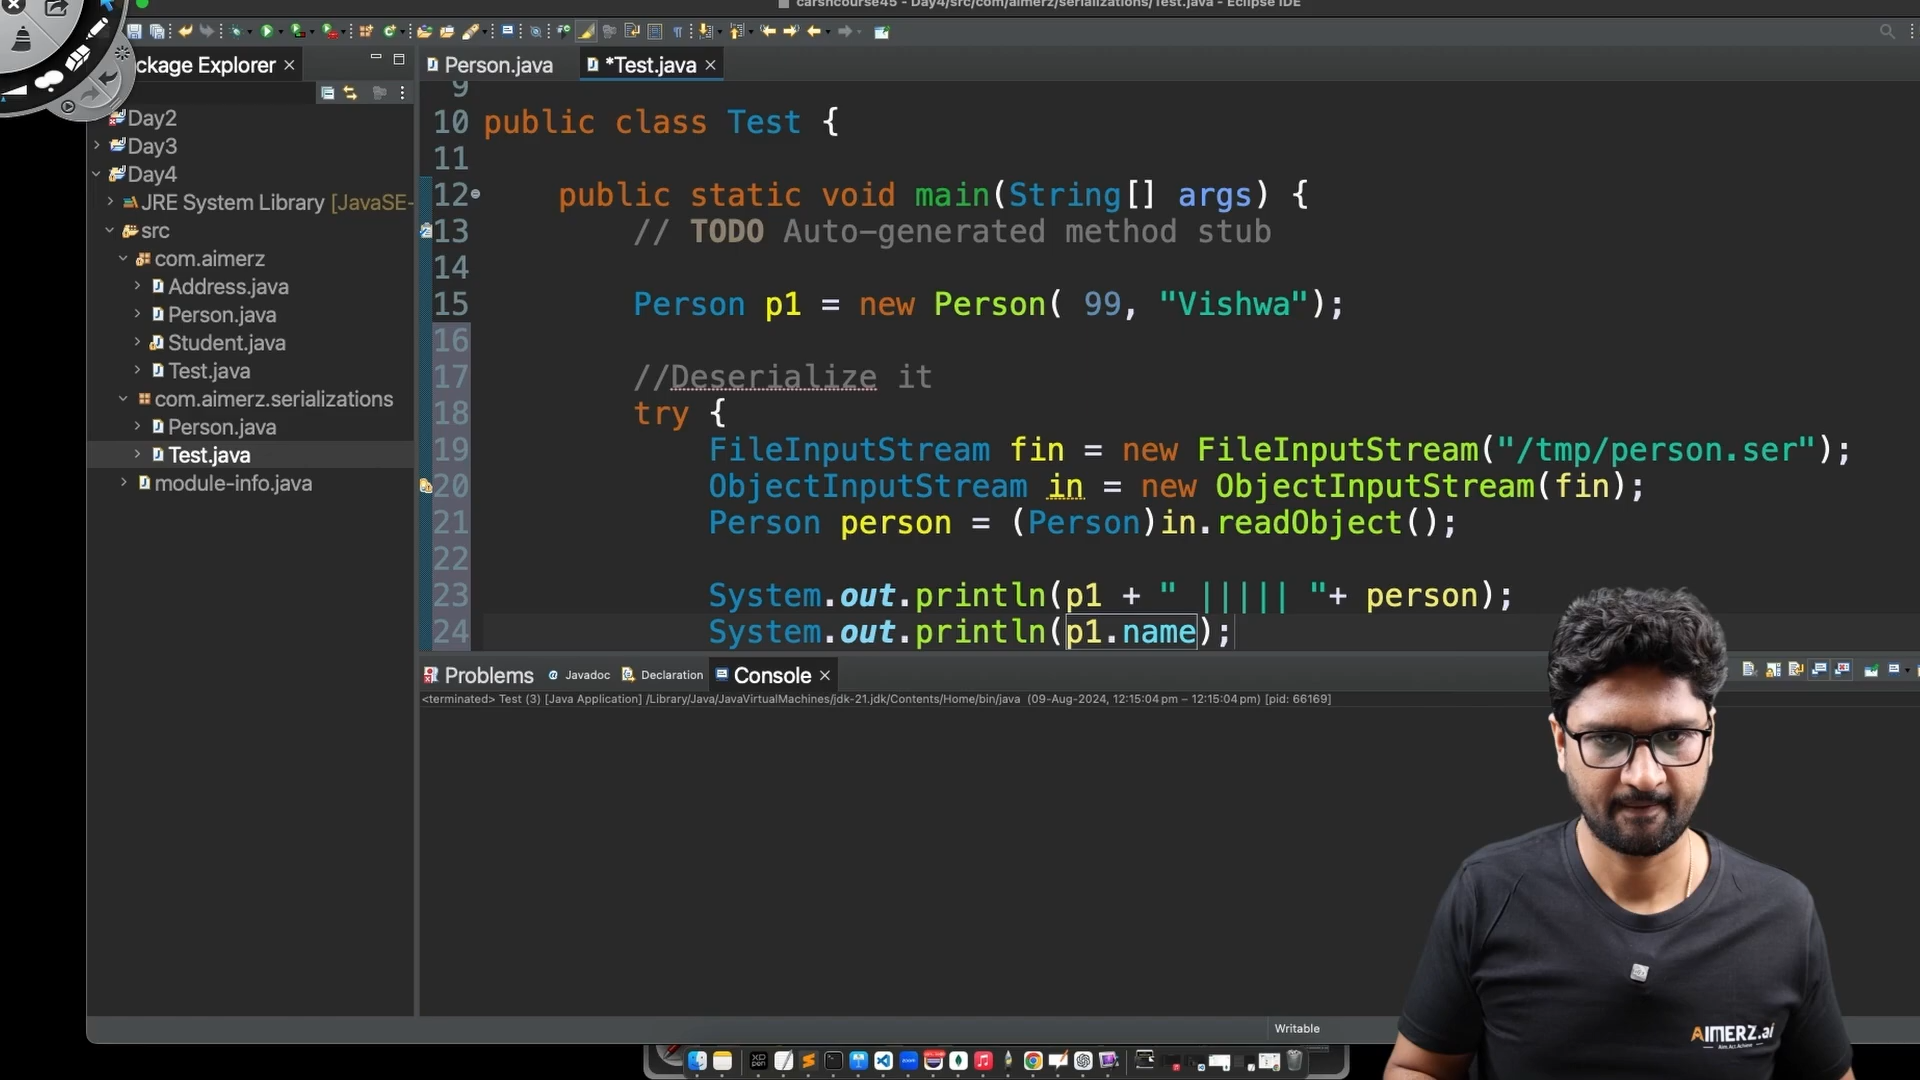 carshcourse45 - Day4/src/com/aimerz/serializations/Test.java - Eclipse IDE
ckage Explorer
Person.java
*Test.java
Day2
Day3
Day4
JRE System Library [JavaSE-
src
com.aimerz
Address.java
Person.java
Student.java
Test.java
com.aimerz.serializations
Person.java
Test.java
module-info.java
9
10 public class Test {
11
12 public static void main(String[] args) {
13 // TODO Auto-generated method stub
14
15 Person p1 = new Person( 99, "Vishwa");
16
17 //Deserialize it
18 try {
19 FileInputStream fin = new FileInputStream("/tmp/person.ser");
20 ObjectInputStream in = new ObjectInputStream(fin);
21 Person person = (Person)in.readObject();
22
23 System.out.println(p1 + " ||||| "+ person);
24 System.out.println(p1.name);
Problems
Javadoc
Declaration
Console
<terminated> Test (3) [Java Application] /Library/Java/JavaVirtualMachines/jdk-21.jdk/Contents/Home/bin/java (09-Aug-2024, 12:15:04 pm – 12:15:04 pm) [pid: 66169]
Writable
AIMERZ.ai